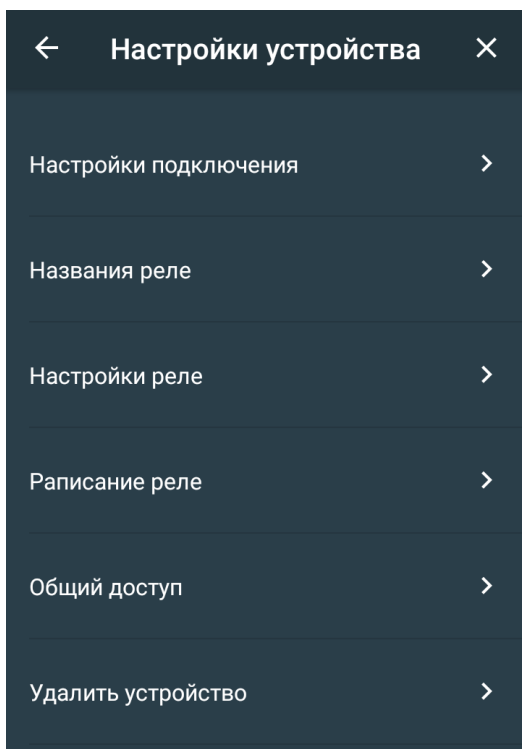 Настройки устройства
Настройки подключения
Названия реле
Настройки реле
Раписание реле
Общий доступ
Удалить устройство